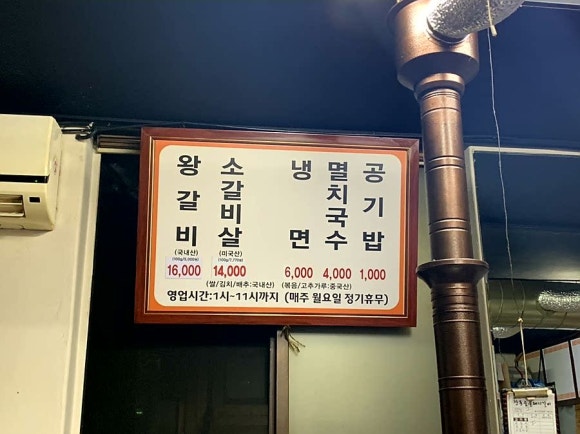 왕갈비
(국내산)
16,000
소갈비살
(미국산)
14,000
냉면
6,000
멸치국수
4,000
공기밥
1,000
(쌀/김치/배추:국내산) (볶음/고추가루:중국산)
영업시간:1시~11시까지 (매주 월요일 정기휴무)